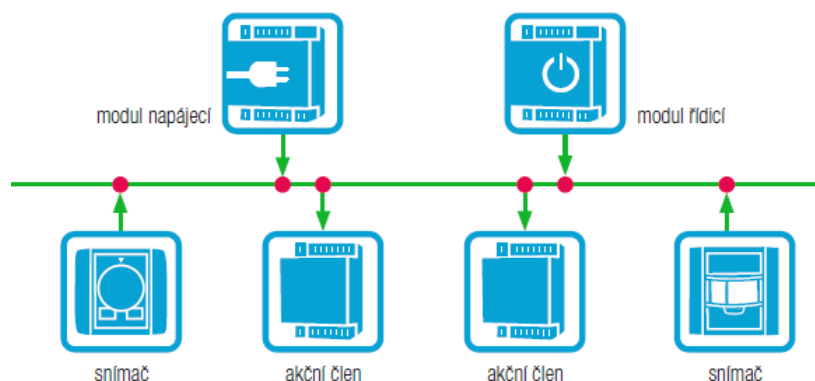 modul napájecí
modul řídicí
snímač
akční člen
akční člen
snímač